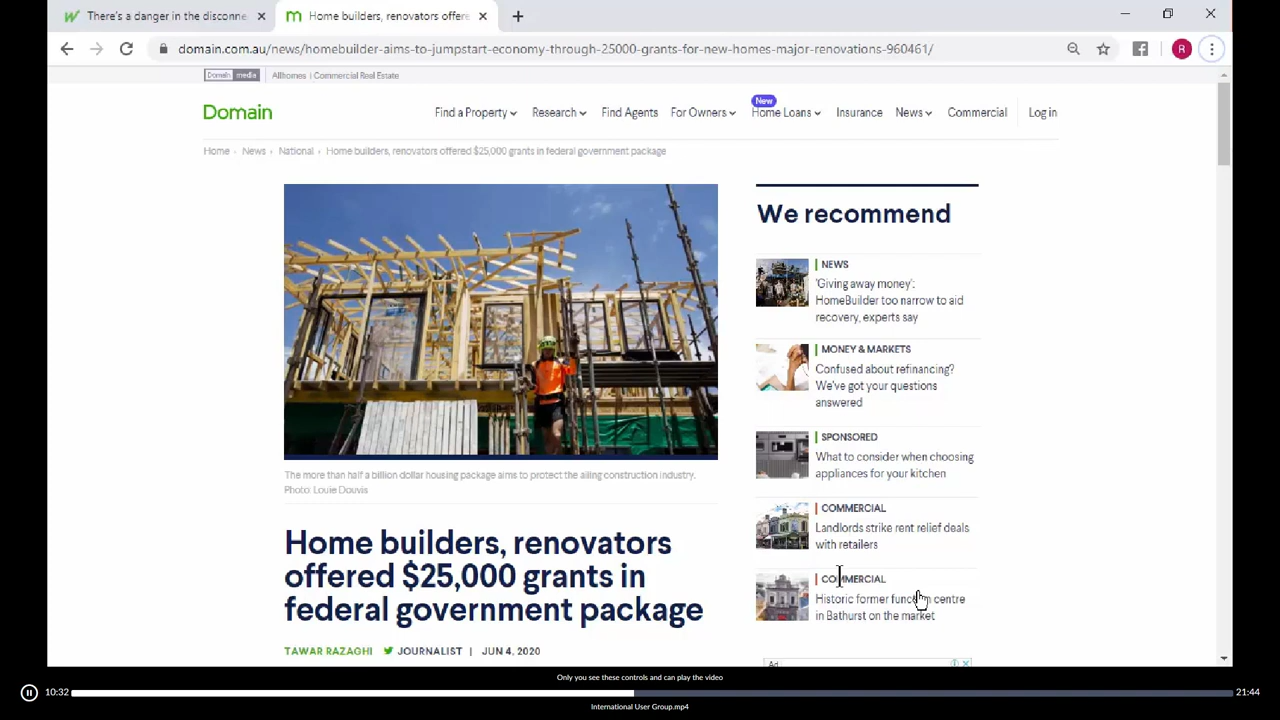 There's a danger in the disconne
Home builders, renovators offere
domain.com.au/news/homebuilder-aims-to-jumpstart-economy-through-25000-grants-for-new-homes-major-renovations-960461/
R
Domain media
Allhomes | Commercial Real Estate
Domain
Find a Property
Research
Find Agents
For Owners
New
Home Loans
Insurance
News
Commercial
Log in
Home › News › National › Home builders, renovators offered $25,000 grants in federal government package
The more than half a billion dollar housing package aims to protect the ailing construction industry.
Photo: Louie Douvis
Home builders, renovators
offered $25,000 grants in
federal government package
TAWAR RAZAGHI JOURNALIST | JUN 4, 2020
We recommend
NEWS
'Giving away money':
HomeBuilder too narrow to aid
recovery, experts say
MONEY & MARKETS
Confused about refinancing?
We've got your questions
answered
SPONSORED
What to consider when choosing
appliances for your kitchen
COMMERCIAL
Landlords strike rent relief deals
with retailers
COMMERCIAL
Historic former function centre
in Bathurst on the market
Ad
Only you see these controls and can play the video
10:32
21:44
International User Group.mp4